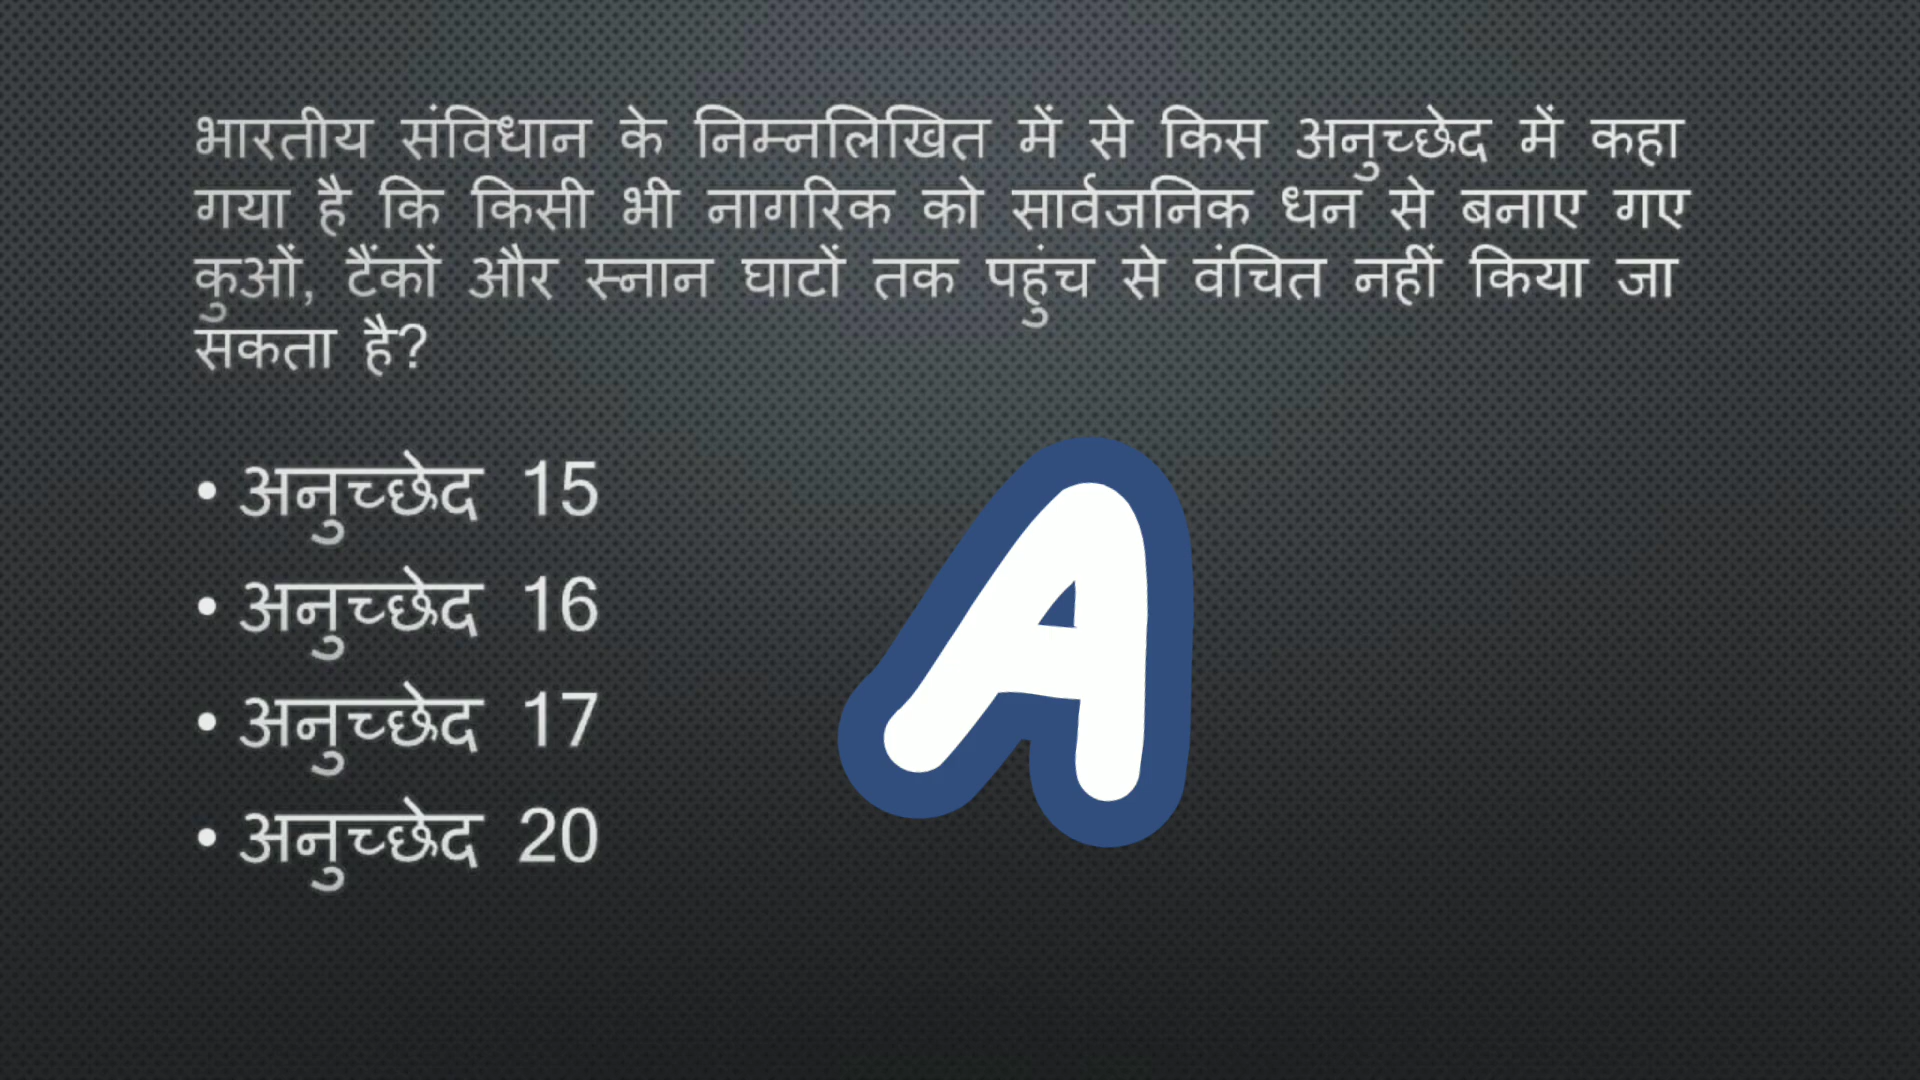 भारतीय संविधान के निम्नलिखित में से किस अनुच्छेद में कहा
गया है कि किसी भी नागरिक को सार्वजनिक धन से बनाए गए
कुओं, टैंकों और स्नान घाटों तक पहुंच से वंचित नहीं किया जा
सकता है?
• अनुच्छेद 15
• अनुच्छेद 16
• अनुच्छेद 17
• अनुच्छेद 20
A